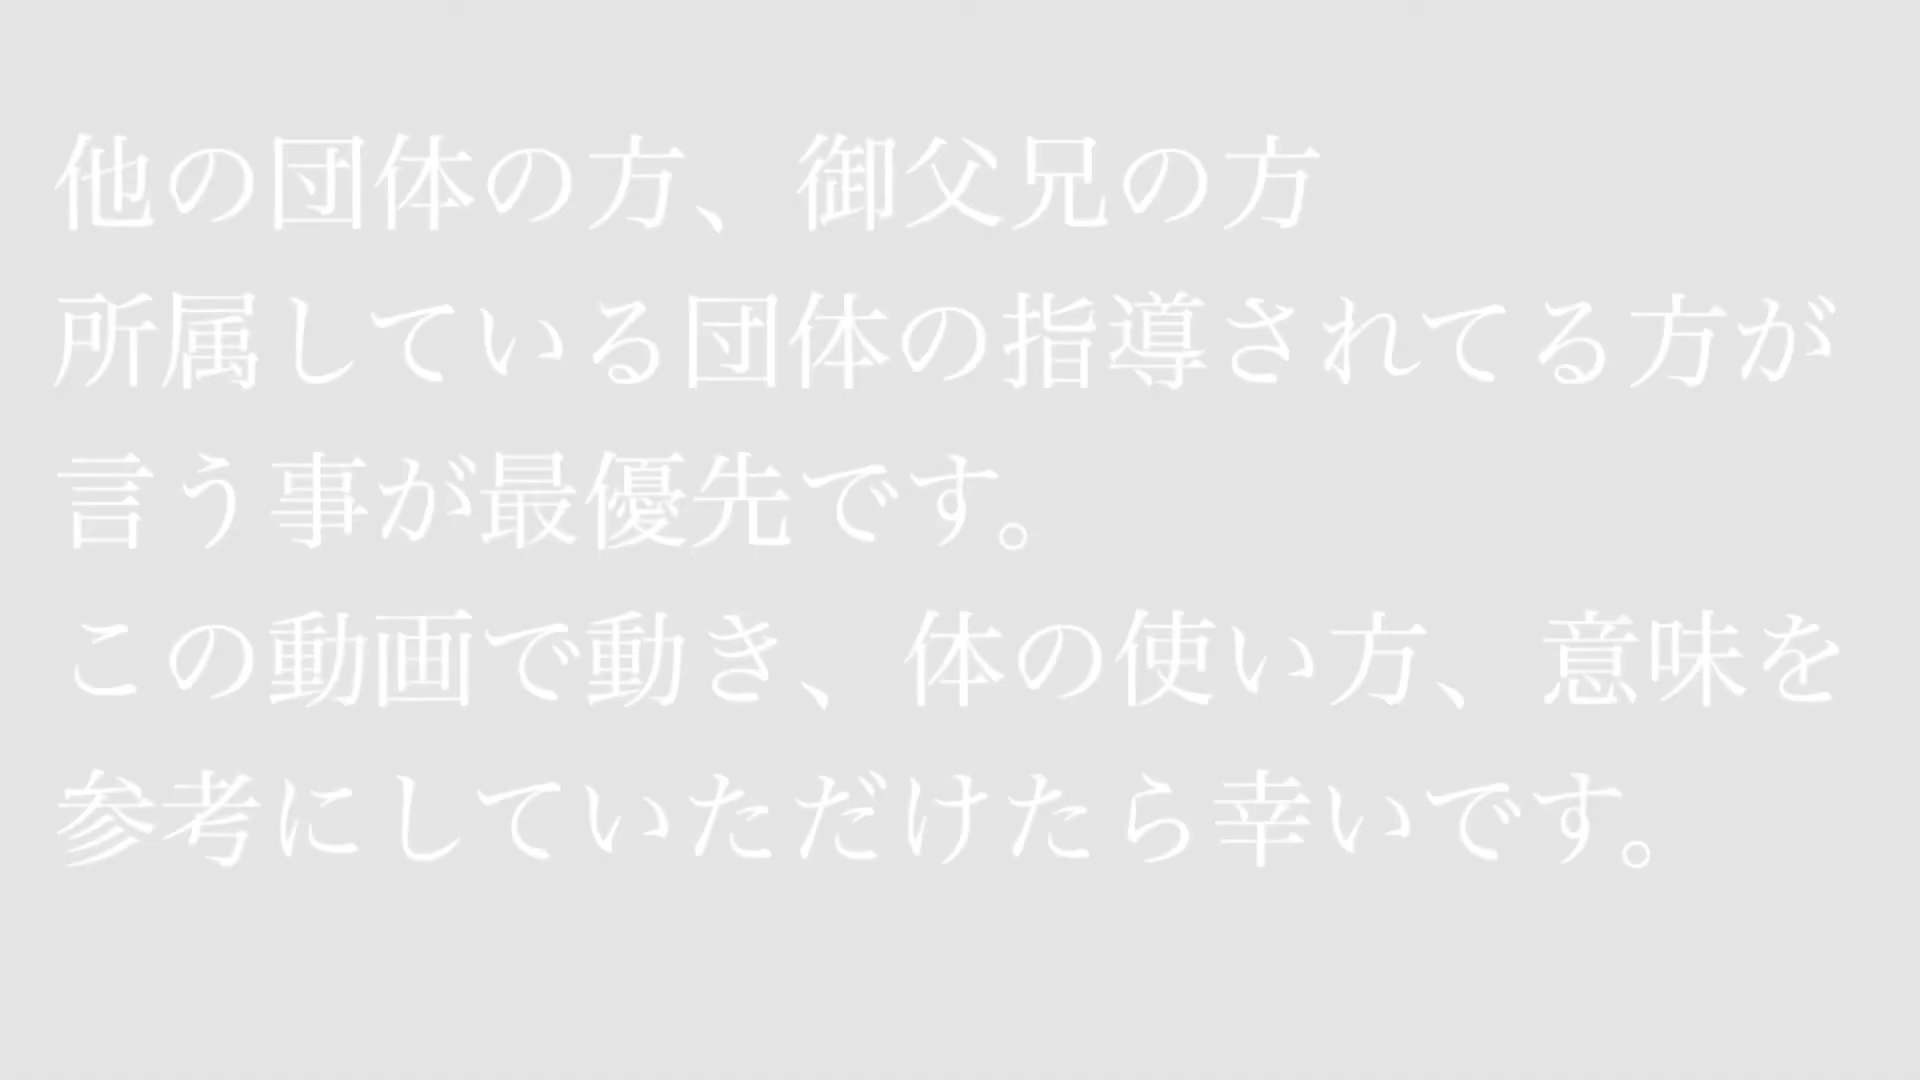 他の団体の方、御父兄の方
所属している団体の指導されてる方が
言う事が最優先です。
この動画で動き、体の使い方、意味を
参考にしていただけたら幸いです。